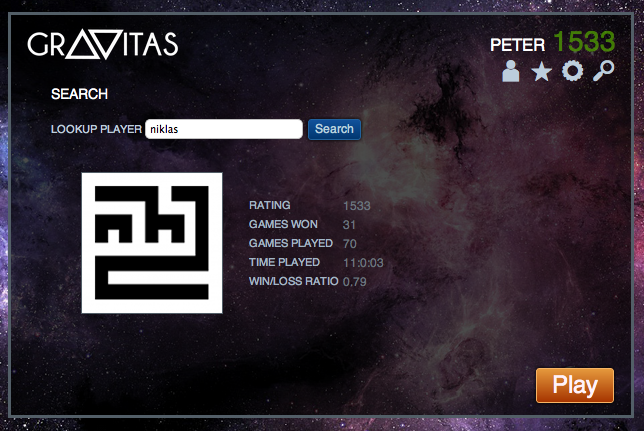 GRAVITAS
PETER 1533
SEARCH
LOOKUP PLAYER niklas Search
RATING 1533
GAMES WON 31
GAMES PLAYED 70
TIME PLAYED 11:0:03
WIN/LOSS RATIO 0.79
Play